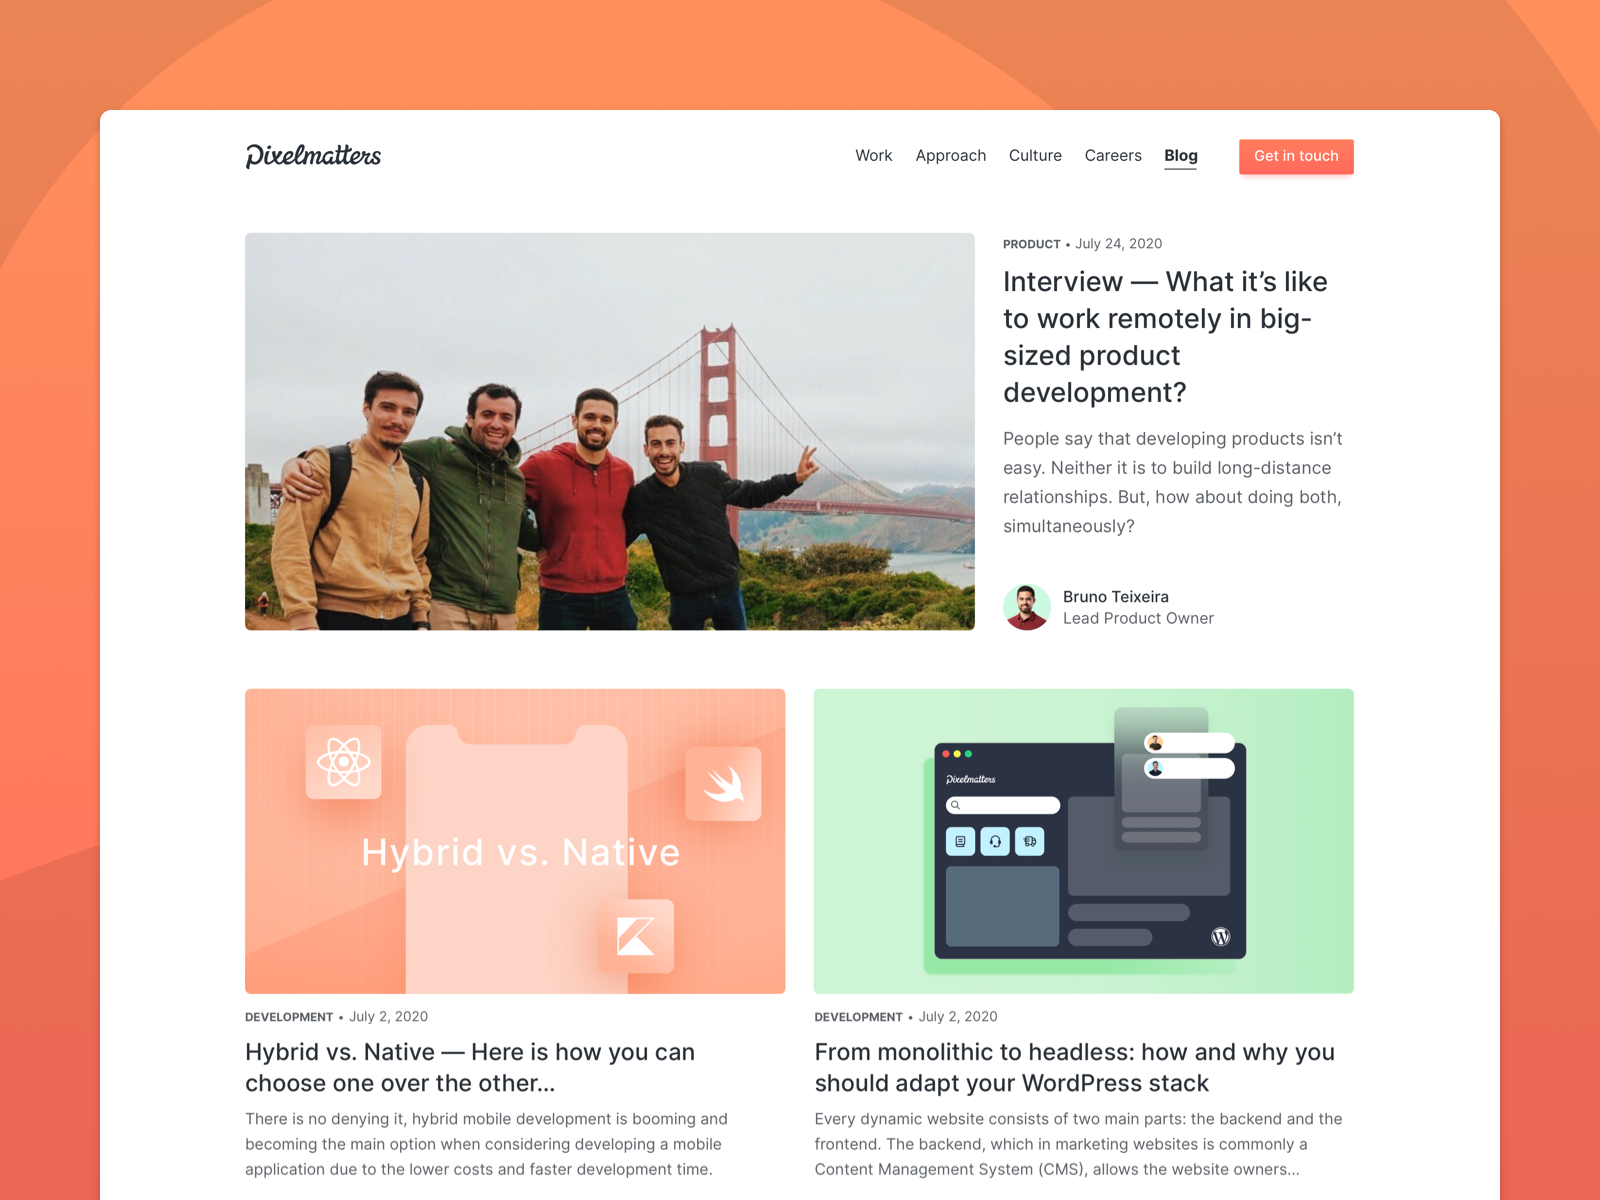 Pixelmatters
Work Approach Culture Careers Blog Get in touch
PRODUCT • July 24, 2020
Interview — What it’s like
to work remotely in big-
sized product
development?
People say that developing products isn’t
easy. Neither it is to build long-distance
relationships. But, how about doing both,
simultaneously?
Bruno Teixeira
Lead Product Owner
Hybrid vs. Native
DEVELOPMENT • July 2, 2020
Hybrid vs. Native — Here is how you can
choose one over the other...
There is no denying it, hybrid mobile development is booming and
becoming the main option when considering developing a mobile
application due to the lower costs and faster development time.
Pixelmatters
DEVELOPMENT • July 2, 2020
From monolithic to headless: how and why you
should adapt your WordPress stack
Every dynamic website consists of two main parts: the backend and the
frontend. The backend, which in marketing websites is commonly a
Content Management System (CMS), allows the website owners...